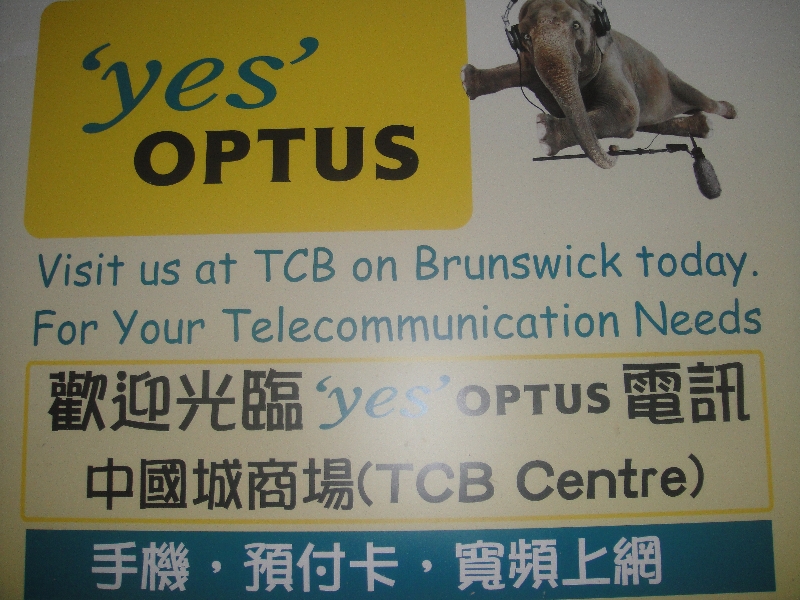 'yes'
OPTUS
Visit us at TCB on Brunswick today.
For Your Telecommunication Needs
歡迎光臨 'yes' OPTUS 電訊
中國城商場(TCB Centre)
手機，預付卡，寬頻上網